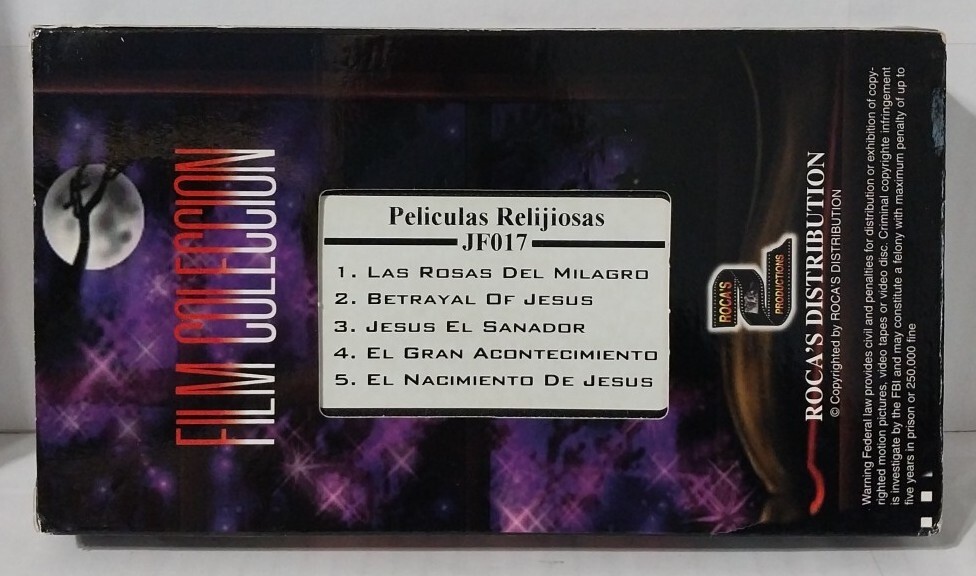 FILM COLECCION
Peliculas Relijiosas
JF017
1. Las Rosas Del Milagro
2. Betrayal Of Jesus
3. Jesus El Sanador
4. El Gran Acontecimiento
5. El Nacimiento De Jesus
ROCA'S
PRODUCTIONS
ROCA'S DISTRIBUTION
© Copyrighted by ROCA'S DISTRIBUTION
Warning Federal law provides civil and penalties for distribution or exhibition of copy-
righted motion pictures, video tapes or video disc. Criminal copyrighte infringement
is investigate by the FBI and may constitute a felony with maximum penalty of up to
five years in prison or 250,000 fine